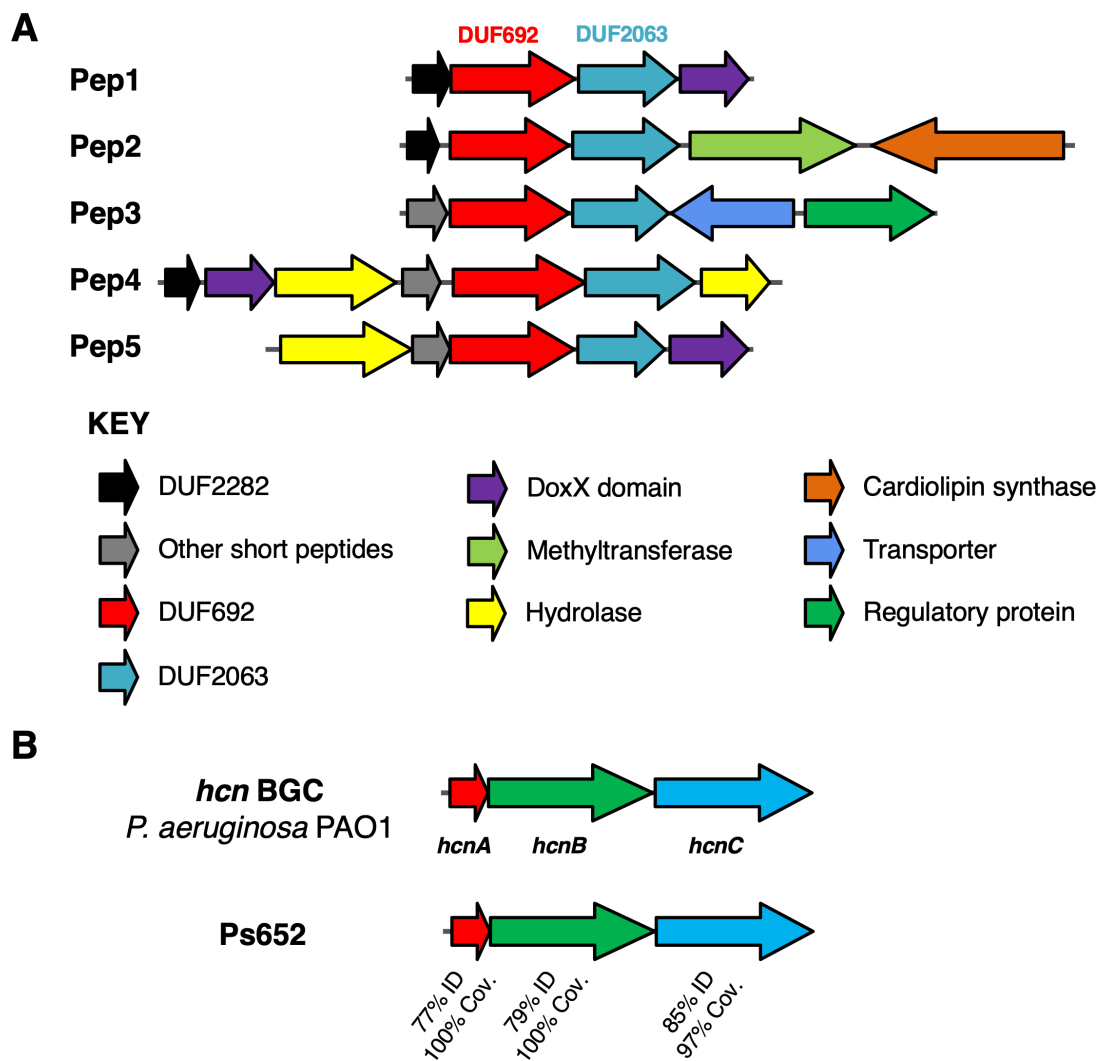 A
DUF692 DUF2063
Pep1
Pep2
Pep3
Pep4
Pep5
KEY
DUF2282 DoxX domain Cardiolipin synthase
Other short peptides Methyltransferase Transporter
DUF692 Hydrolase Regulatory protein
DUF2063
B
hcn BGC
P. aeruginosa PAO1
hcnA hcnB hcnC
Ps652
77% ID
100% Cov.
79% ID
100% Cov.
85% ID
97% Cov.